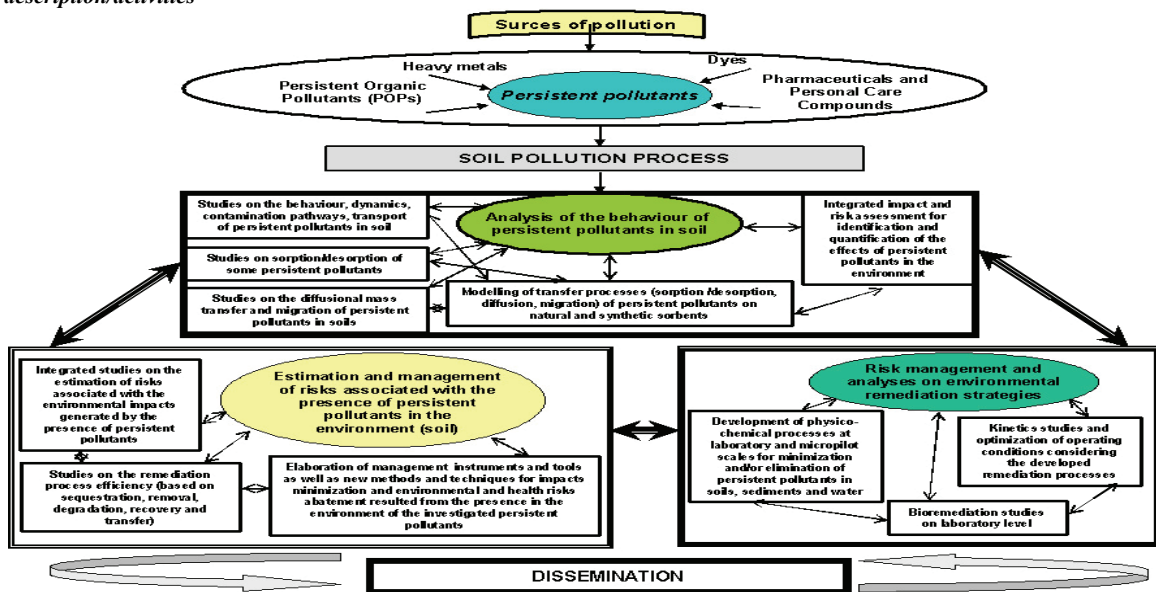 description/activities
Surces of pollution
Heavy metals
Dyes
Persistent Organic
Pollutants (POPs)
Persistent pollutants
Pharmaceuticals and
Personal Care
Compounds
SOIL POLLUTION PROCESS
Studies on the behaviour, dynamics,
contamination pathways, transport
of persistent pollutants in soil
Analysis of the behaviour of
persistent pollutants in soil
Integrated impact and
risk assessment for
identification and
quantification of the
effects of persistent
pollutants in the
environment
Studies on sorption/desorption of
some persistent pollutants
Studies on the diffusional mass
transfer and migration of persistent
pollutants in soils
Modelling of transfer processes (sorption /desorption,
diffusion, migration) of persistent pollutants on
natural and synthetic sorbents
Integrated studies on the
estimation of risks
associated with the
environmental impacts
generated by the
presence of persistent
pollutants
Estimation and management
of risks associated with the
presence of persistent
pollutants in the
environment (soil)
Studies on the remediation
process efficiency (based on
sequestration, removal,
degradation, recovery and
transfer)
Elaboration of management instruments and tools
as well as new methods and techniques for impacts
minimization and environmental and health risks
abatement resulted from the presence in the
environment of the investigated persistent
pollutants
Risk management and
analyses on environmental
remediation strategies
Development of physico-
chemical processes at
laboratory and micropilot
scales for minimization
and/or elimination of
persistent pollutants in
soils, sediments and water
Kinetics studies and
optimization of operating
conditions considering
the developed remediation
processes
Bioremediation studies
on laboratory level
DISSEMINATION